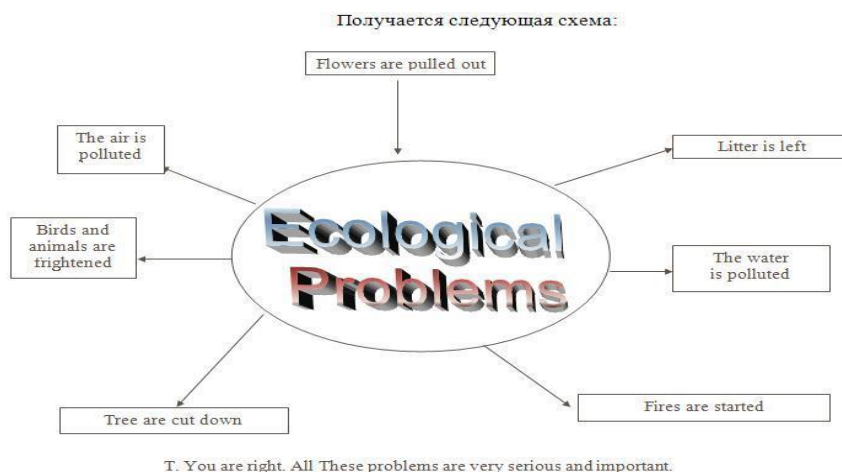 Получается следующая схема:
Flowers are pulled out
The air is
polluted
Litter is left
Birds and
animals are
frightened
Ecological
Problems
The water
is polluted
Tree are cut down
Fires are started
T. You are right. All These problems are very serious and important.